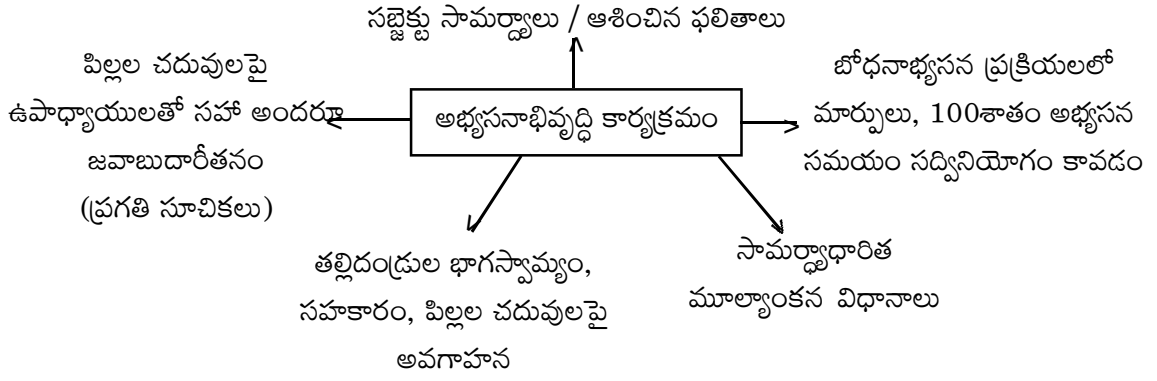 సబ్జెక్టు సామర్ద్యాలు / ఆశించిన ఫలితాలు
పిల్లల చదువులపై
ఉపాధ్యాయులతో సహా అందరూ
జవాబుదారీతనం
(ప్రగతి సూచికలు)
అభ్యసనాభివృద్ధి కార్యక్రమం
బోధనాభ్యసన ప్రక్రియలలో
మార్పులు, 100శాతం అభ్యసన
సమయం సద్వినియోగం కావడం
తల్లిదండ్రుల భాగస్వామ్యం,
సహకారం, పిల్లల చదువులపై
అవగాహన
సామర్ధ్యాధారిత
మూల్యాంకన విధానాలు